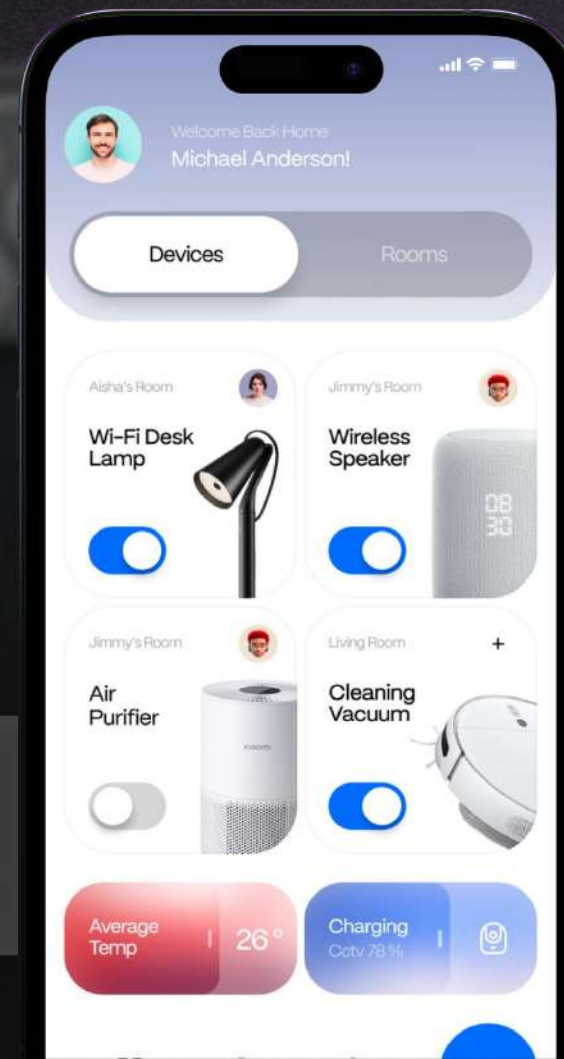 Welcome Back Home
Michael Anderson!
Devices
Rooms
Aisha's Room
Wi-Fi Desk
Lamp
Jimmy's Room
Wireless
Speaker
08
30
Jimmy's Room
Air
Purifier
xiaomi
Living Room
+
Cleaning
Vacuum
Average
Temp
26°
Charging
Cctv 78%